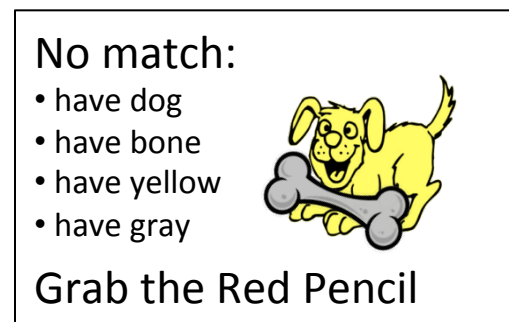 No match:
• have dog
• have bone
• have yellow
• have gray
Grab the Red Pencil